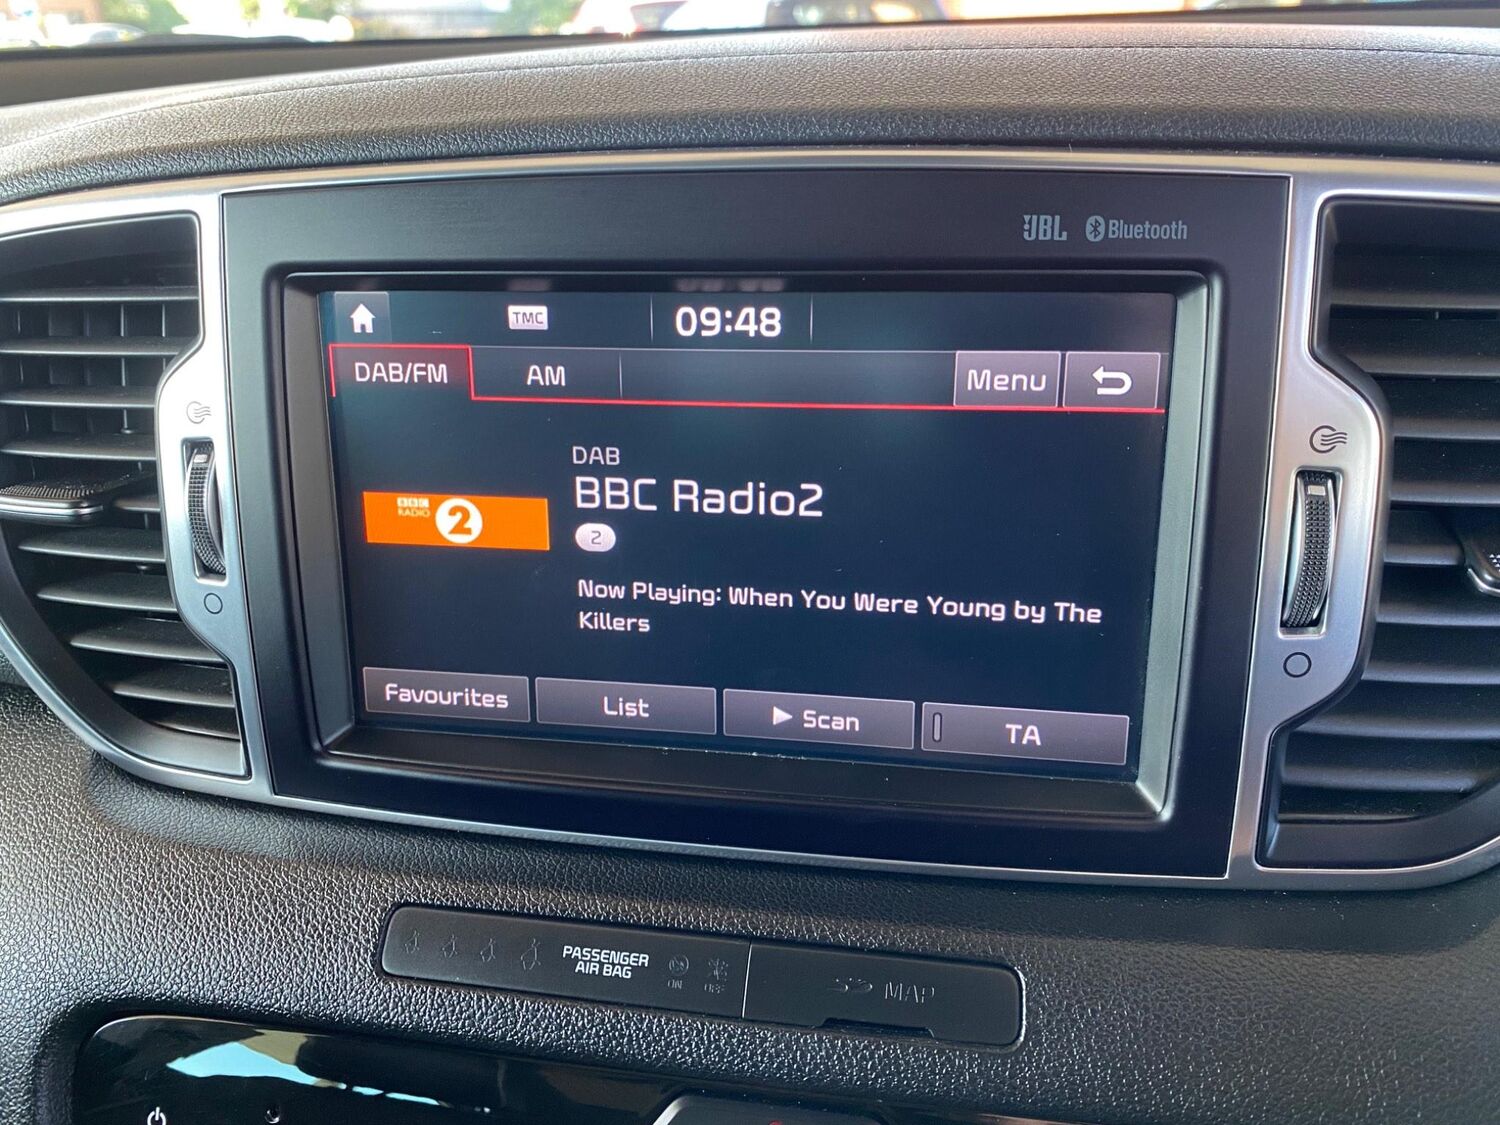 JBL Bluetooth
TMC 09:48
DAB/FM AM Menu
DAB
BBC Radio2
BBC
RADIO 2
2
Now Playing: When You Were Young by The
Killers
Favourites List Scan TA
PASSENGER
AIR BAG
ON OFF
MAP